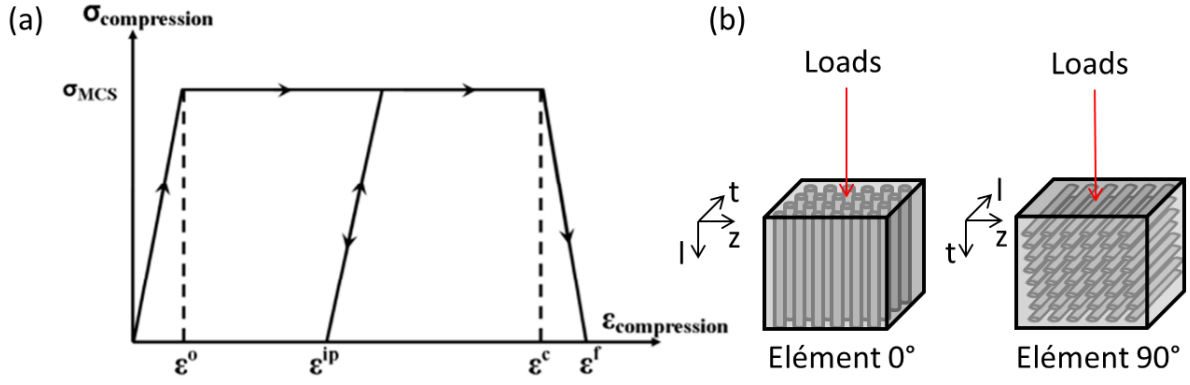 (a)
σcompression
σMCS
εcompression
εo
εip
εc
εf
(b)
Loads
Loads
t
z
l
l
z
t
Elément 0°
Elément 90°